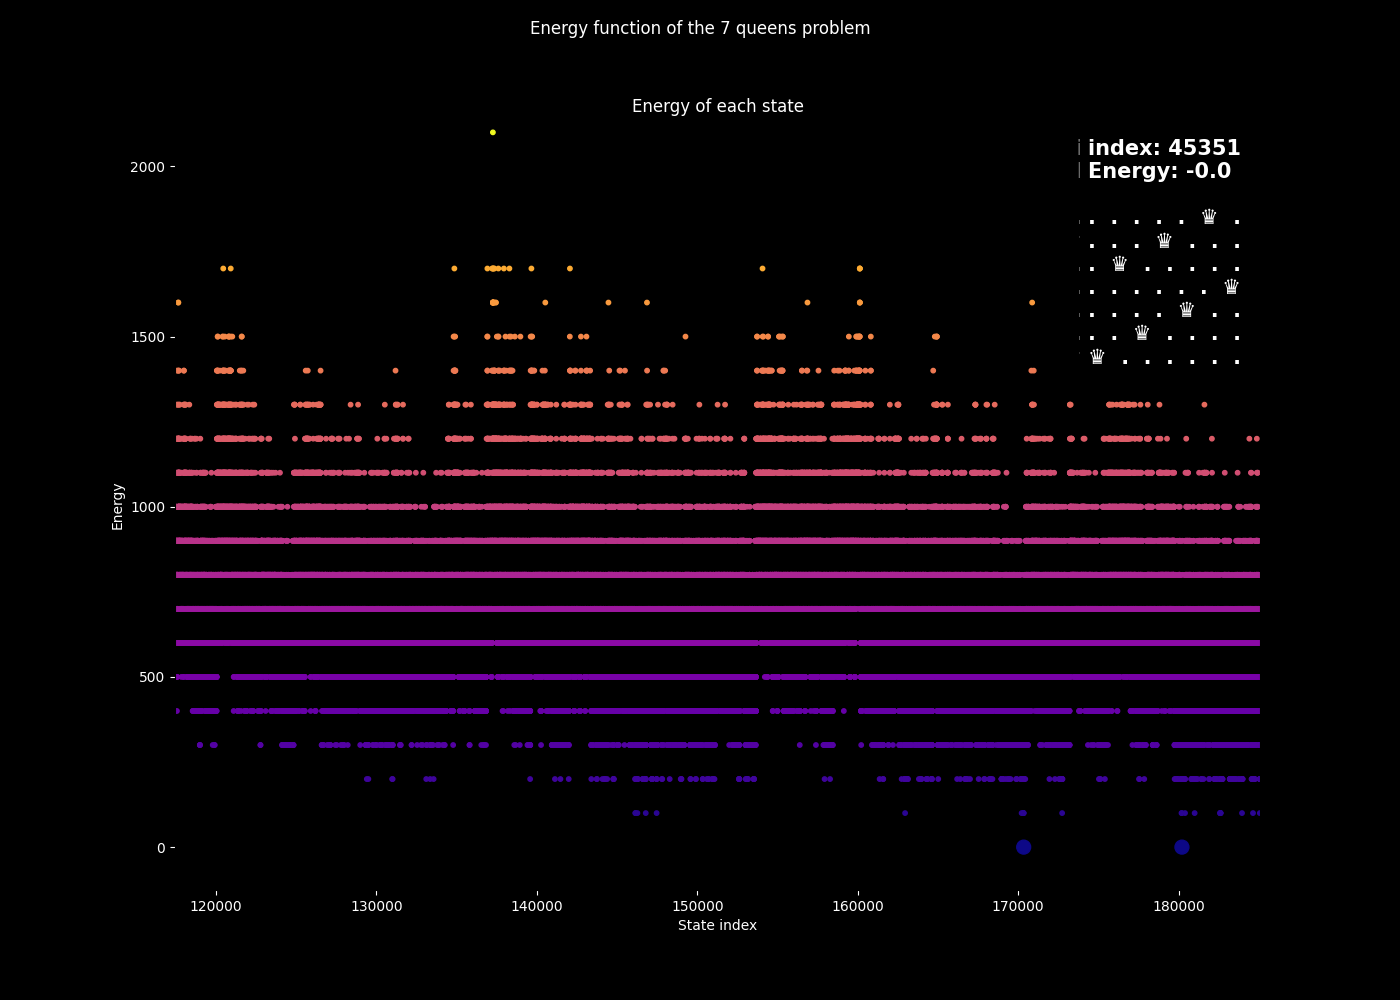 Energy function of the 7 queens problem
Energy of each state
index: 45351
Energy: -0.0
2000
1500
1000
500
0
Energy
120000 130000 140000 150000 160000 170000 180000
State index